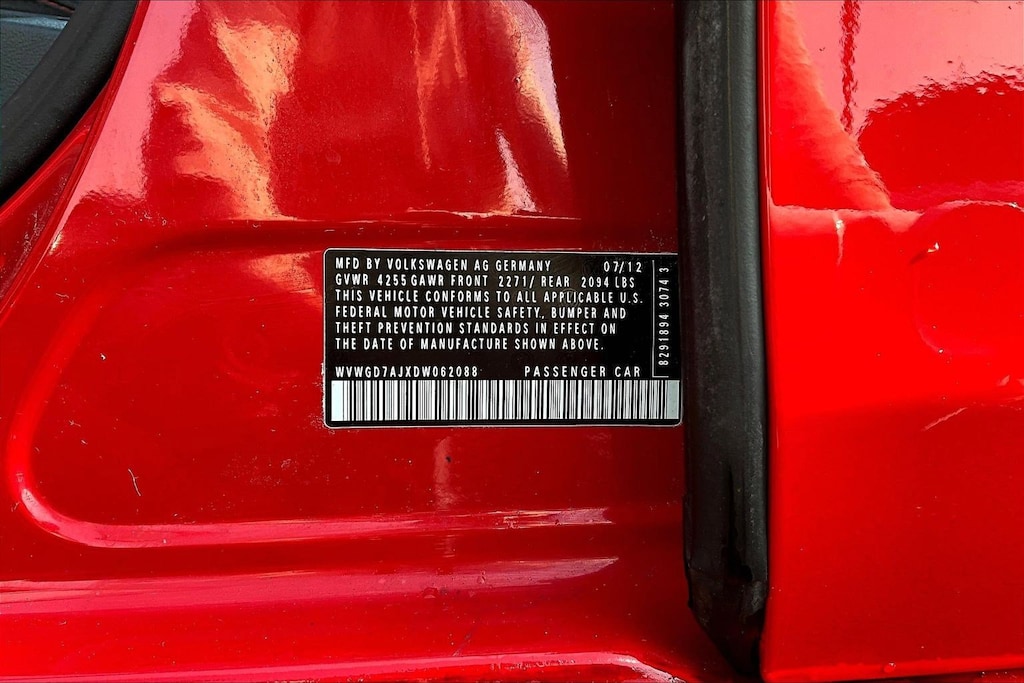 MFD BY VOLKSWAGEN AG GERMANY 07/12
GVWR 4255 GAWR FRONT 2271/ REAR 2094 LBS
THIS VEHICLE CONFORMS TO ALL APPLICABLE U.S.
FEDERAL MOTOR VEHICLE SAFETY, BUMPER AND
THEFT PREVENTION STANDARDS IN EFFECT ON
THE DATE OF MANUFACTURE SHOWN ABOVE.
WVWGD7AJXDW062088 PASSENGER CAR
8291894 3074 3